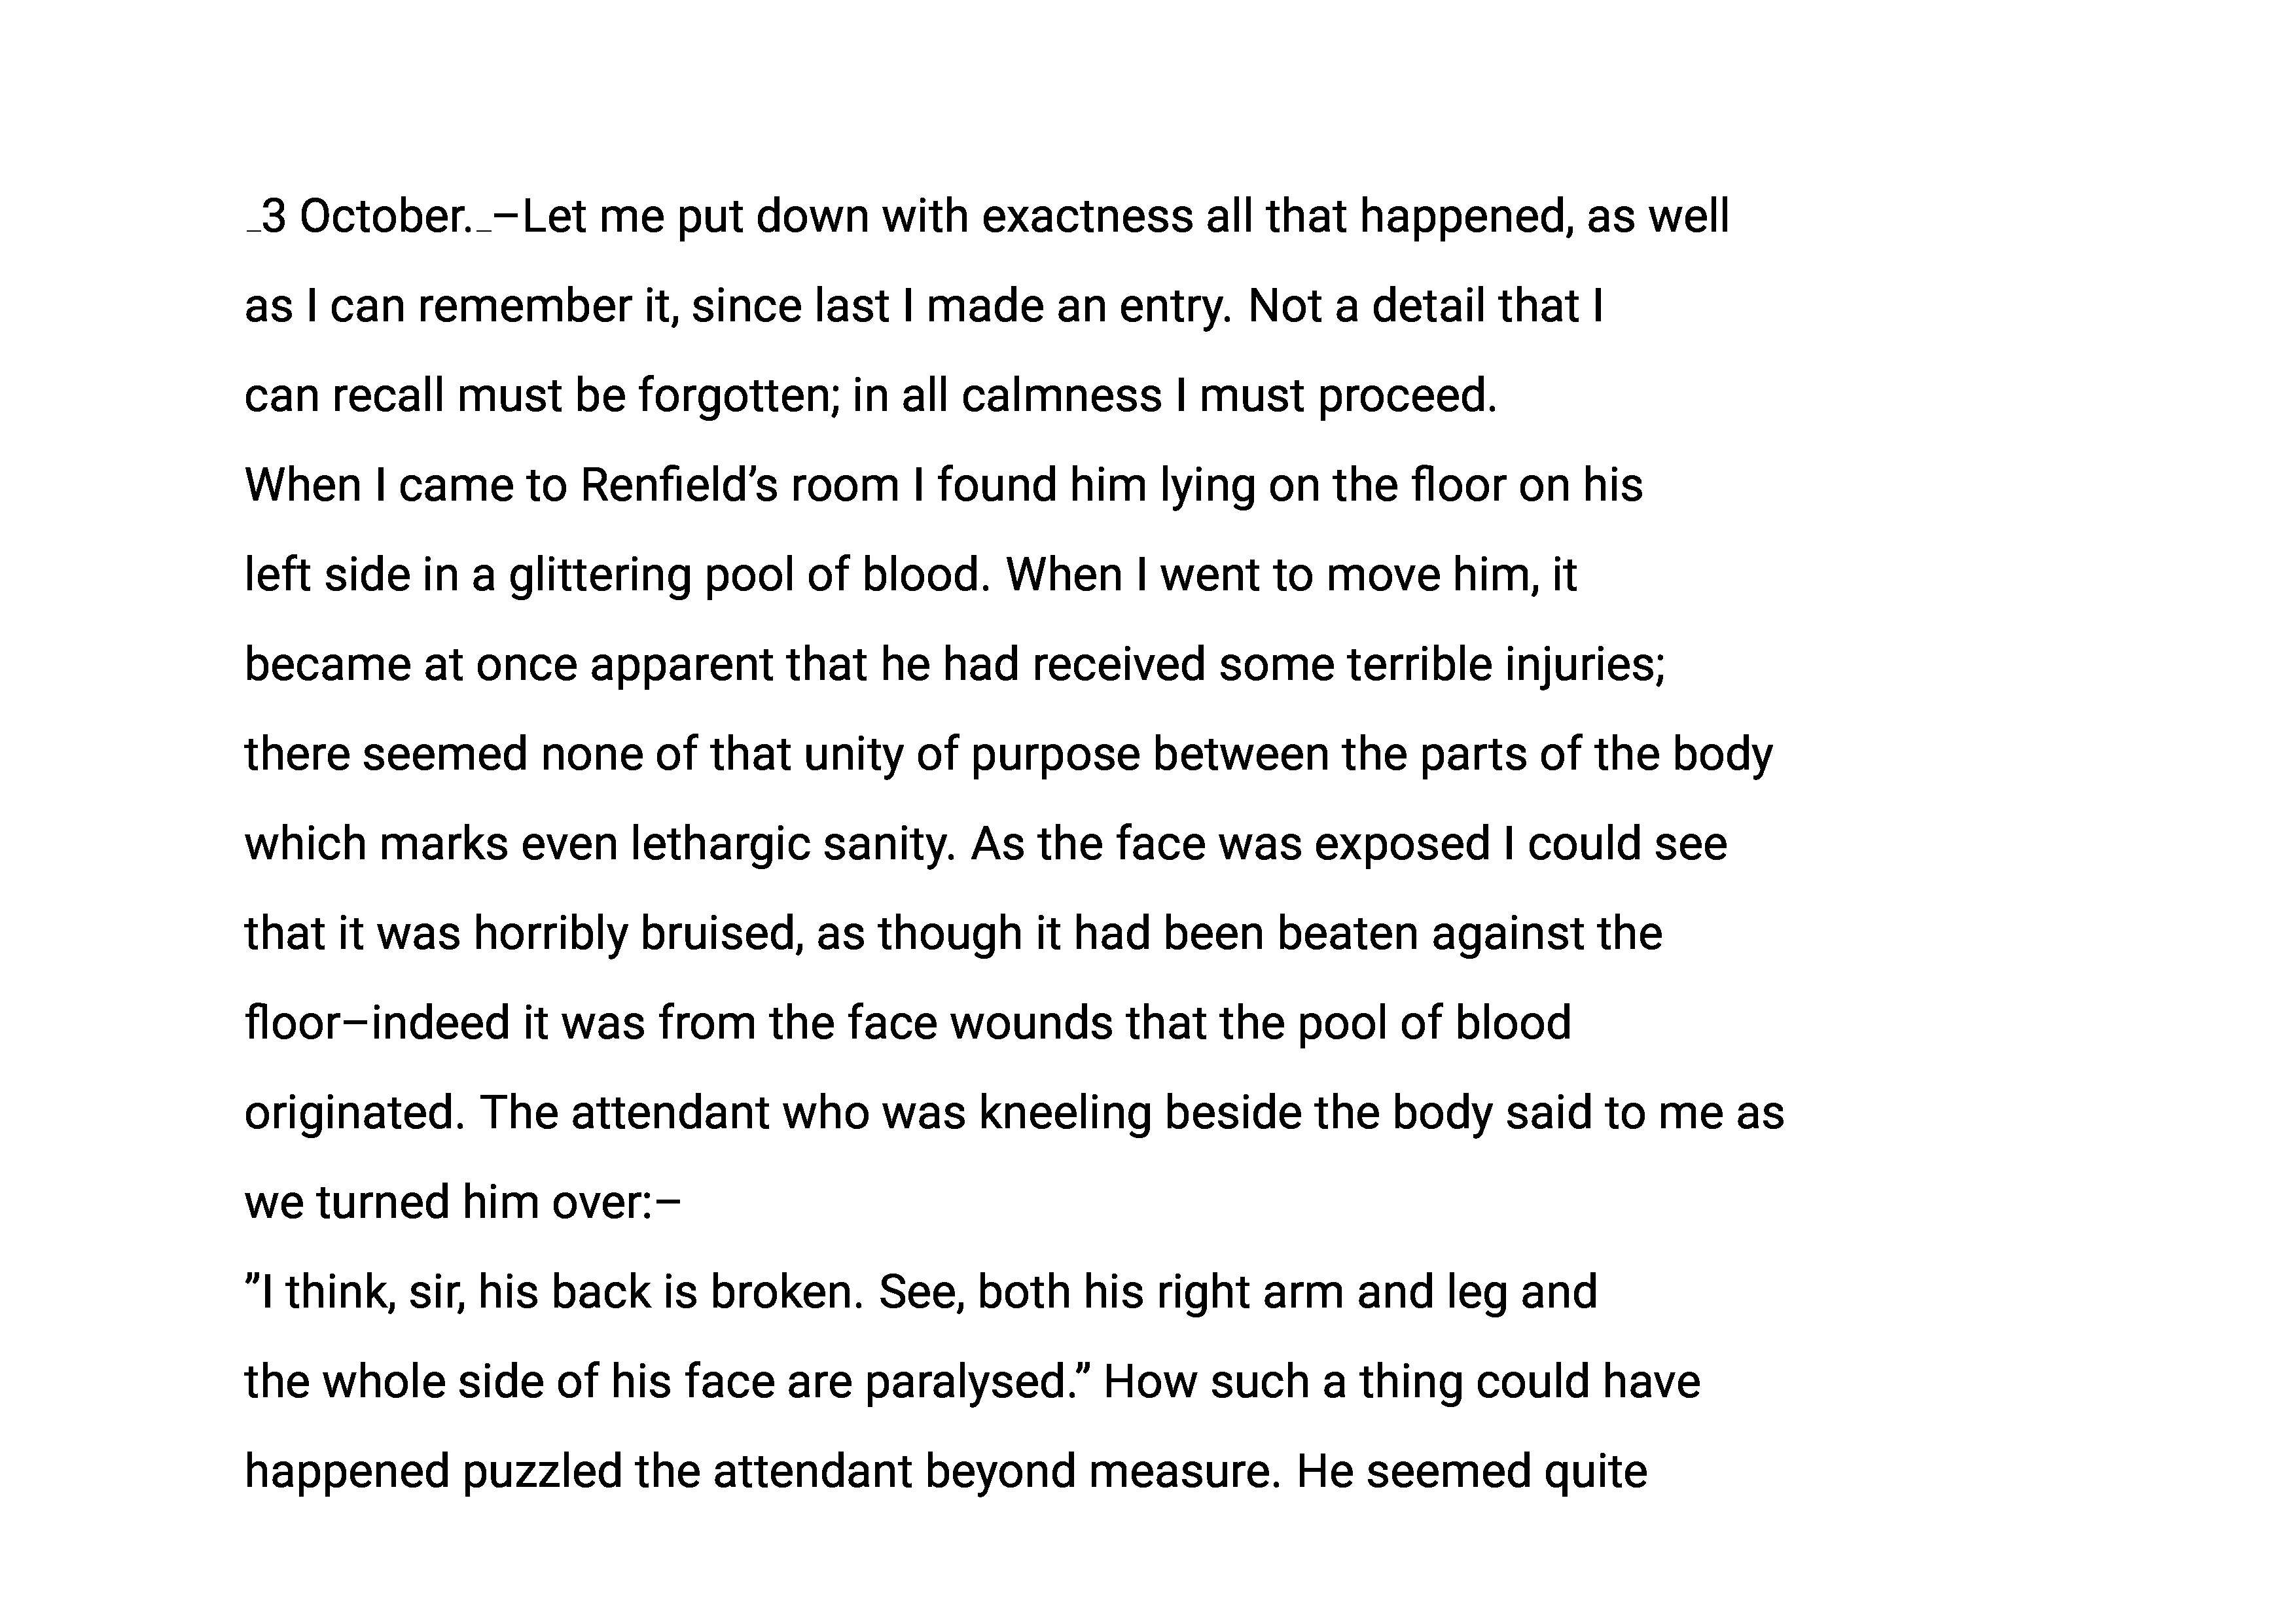 _3 October._–Let me put down with exactness all that happened, as well
as I can remember it, since last I made an entry. Not a detail that I
can recall must be forgotten; in all calmness I must proceed.
When I came to Renfield’s room I found him lying on the floor on his
left side in a glittering pool of blood. When I went to move him, it
became at once apparent that he had received some terrible injuries;
there seemed none of that unity of purpose between the parts of the body
which marks even lethargic sanity. As the face was exposed I could see
that it was horribly bruised, as though it had been beaten against the
floor–indeed it was from the face wounds that the pool of blood
originated. The attendant who was kneeling beside the body said to me as
we turned him over:–
”I think, sir, his back is broken. See, both his right arm and leg and
the whole side of his face are paralysed.” How such a thing could have
happened puzzled the attendant beyond measure. He seemed quite